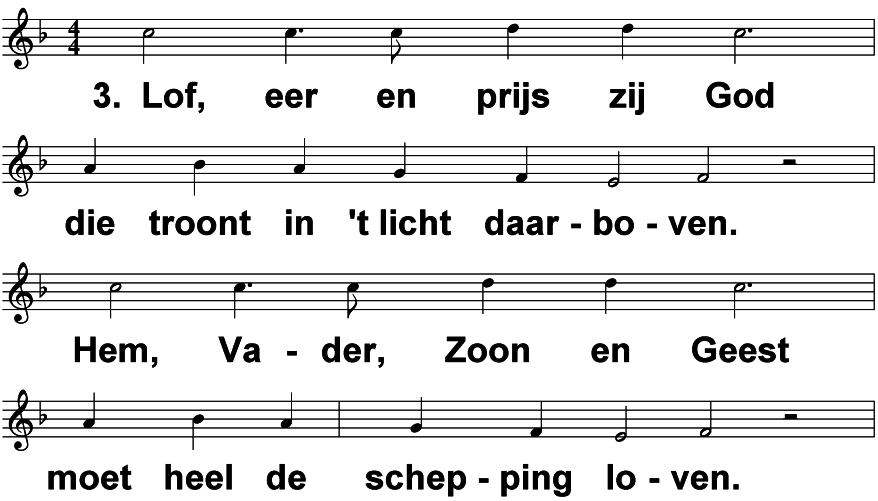 3. Lof, eer en prijs zij God
die troont in 't licht daar - bo - ven.
Hem, Va - der, Zoon en Geest
moet heel de schep - ping lo - ven.